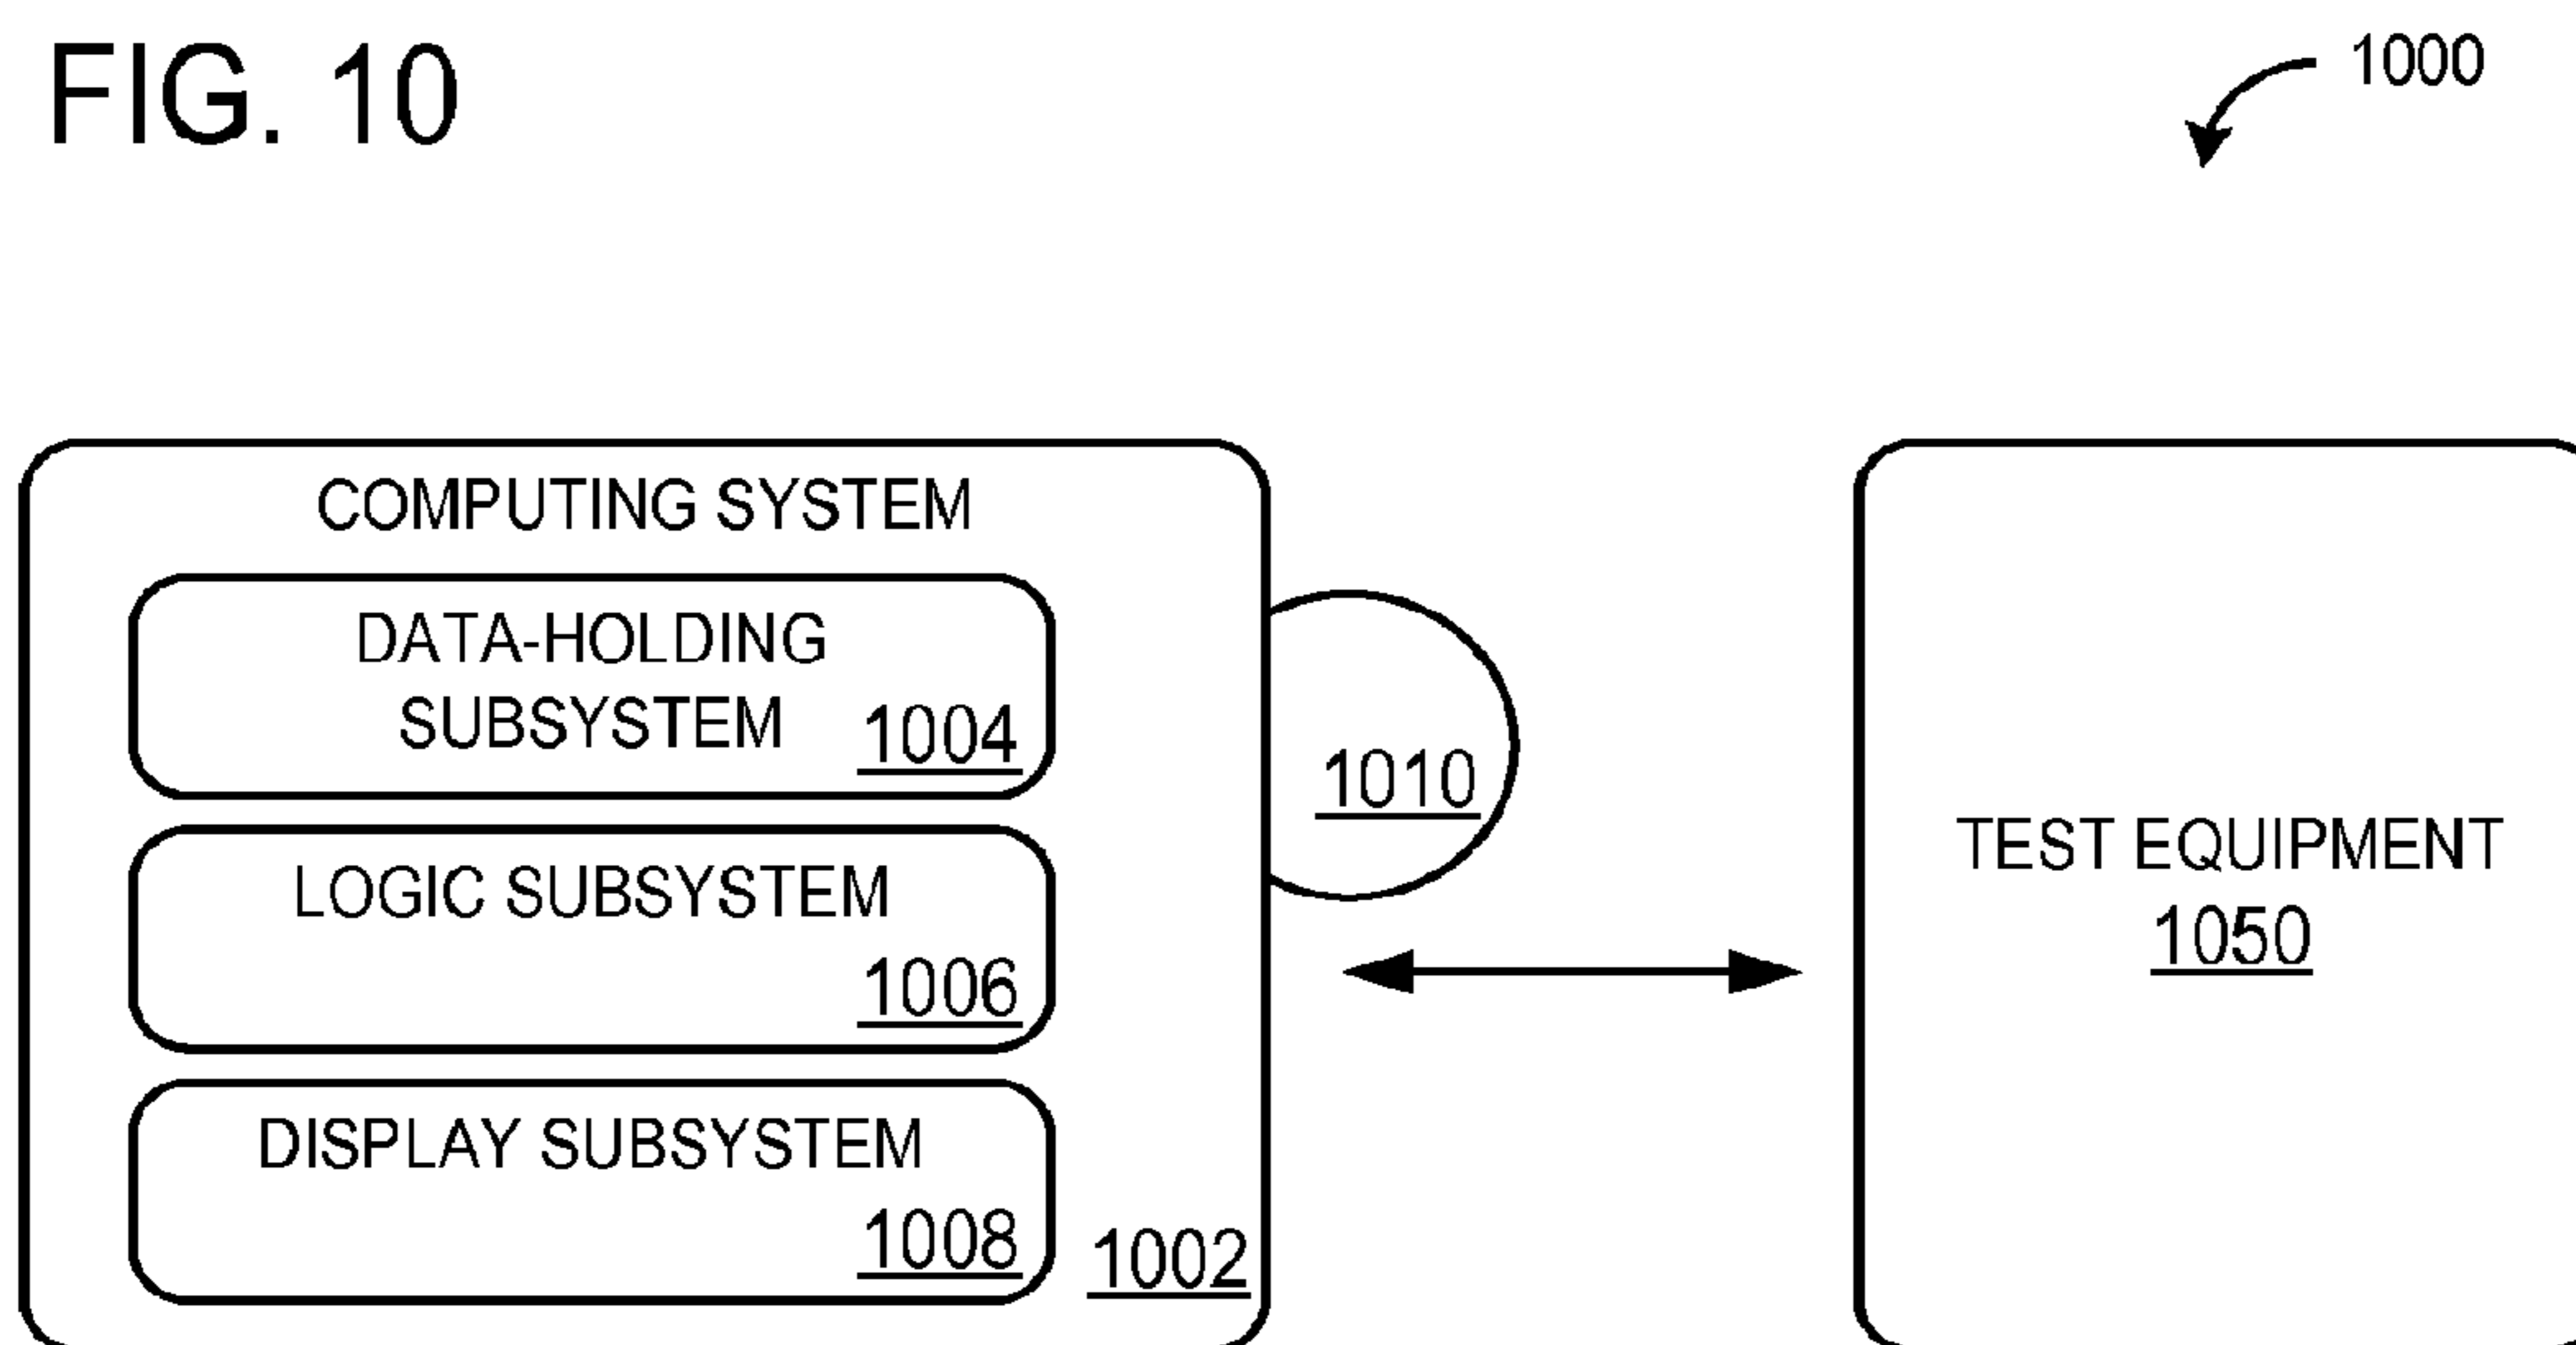 FIG. 10
1000
COMPUTING SYSTEM
DATA-HOLDING
SUBSYSTEM 1004
LOGIC SUBSYSTEM
1006
DISPLAY SUBSYSTEM
1008
1002
1010
TEST EQUIPMENT
1050